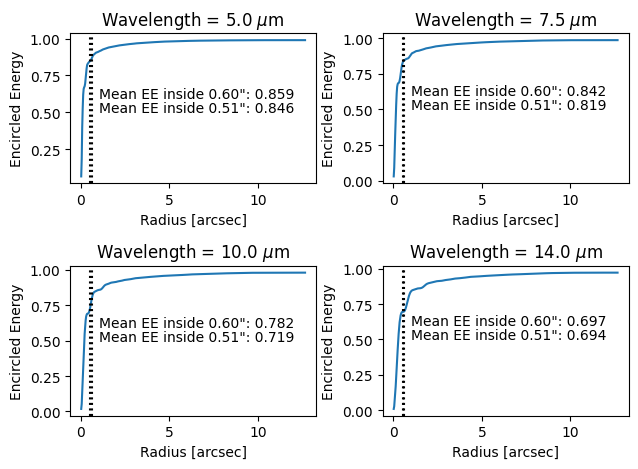 Wavelength = 5.0 μm
1.00
0.75
0.50
0.25
Encircled Energy
Mean EE inside 0.60": 0.859
Mean EE inside 0.51": 0.846
0 5 10
Radius [arcsec]
Wavelength = 7.5 μm
1.00
0.75
0.50
0.25
0.00
Encircled Energy
Mean EE inside 0.60": 0.842
Mean EE inside 0.51": 0.819
0 5 10
Radius [arcsec]
Wavelength = 10.0 μm
1.00
0.75
0.50
0.25
0.00
Encircled Energy
Mean EE inside 0.60": 0.782
Mean EE inside 0.51": 0.719
0 5 10
Radius [arcsec]
Wavelength = 14.0 μm
1.00
0.75
0.50
0.25
0.00
Encircled Energy
Mean EE inside 0.60": 0.697
Mean EE inside 0.51": 0.694
0 5 10
Radius [arcsec]